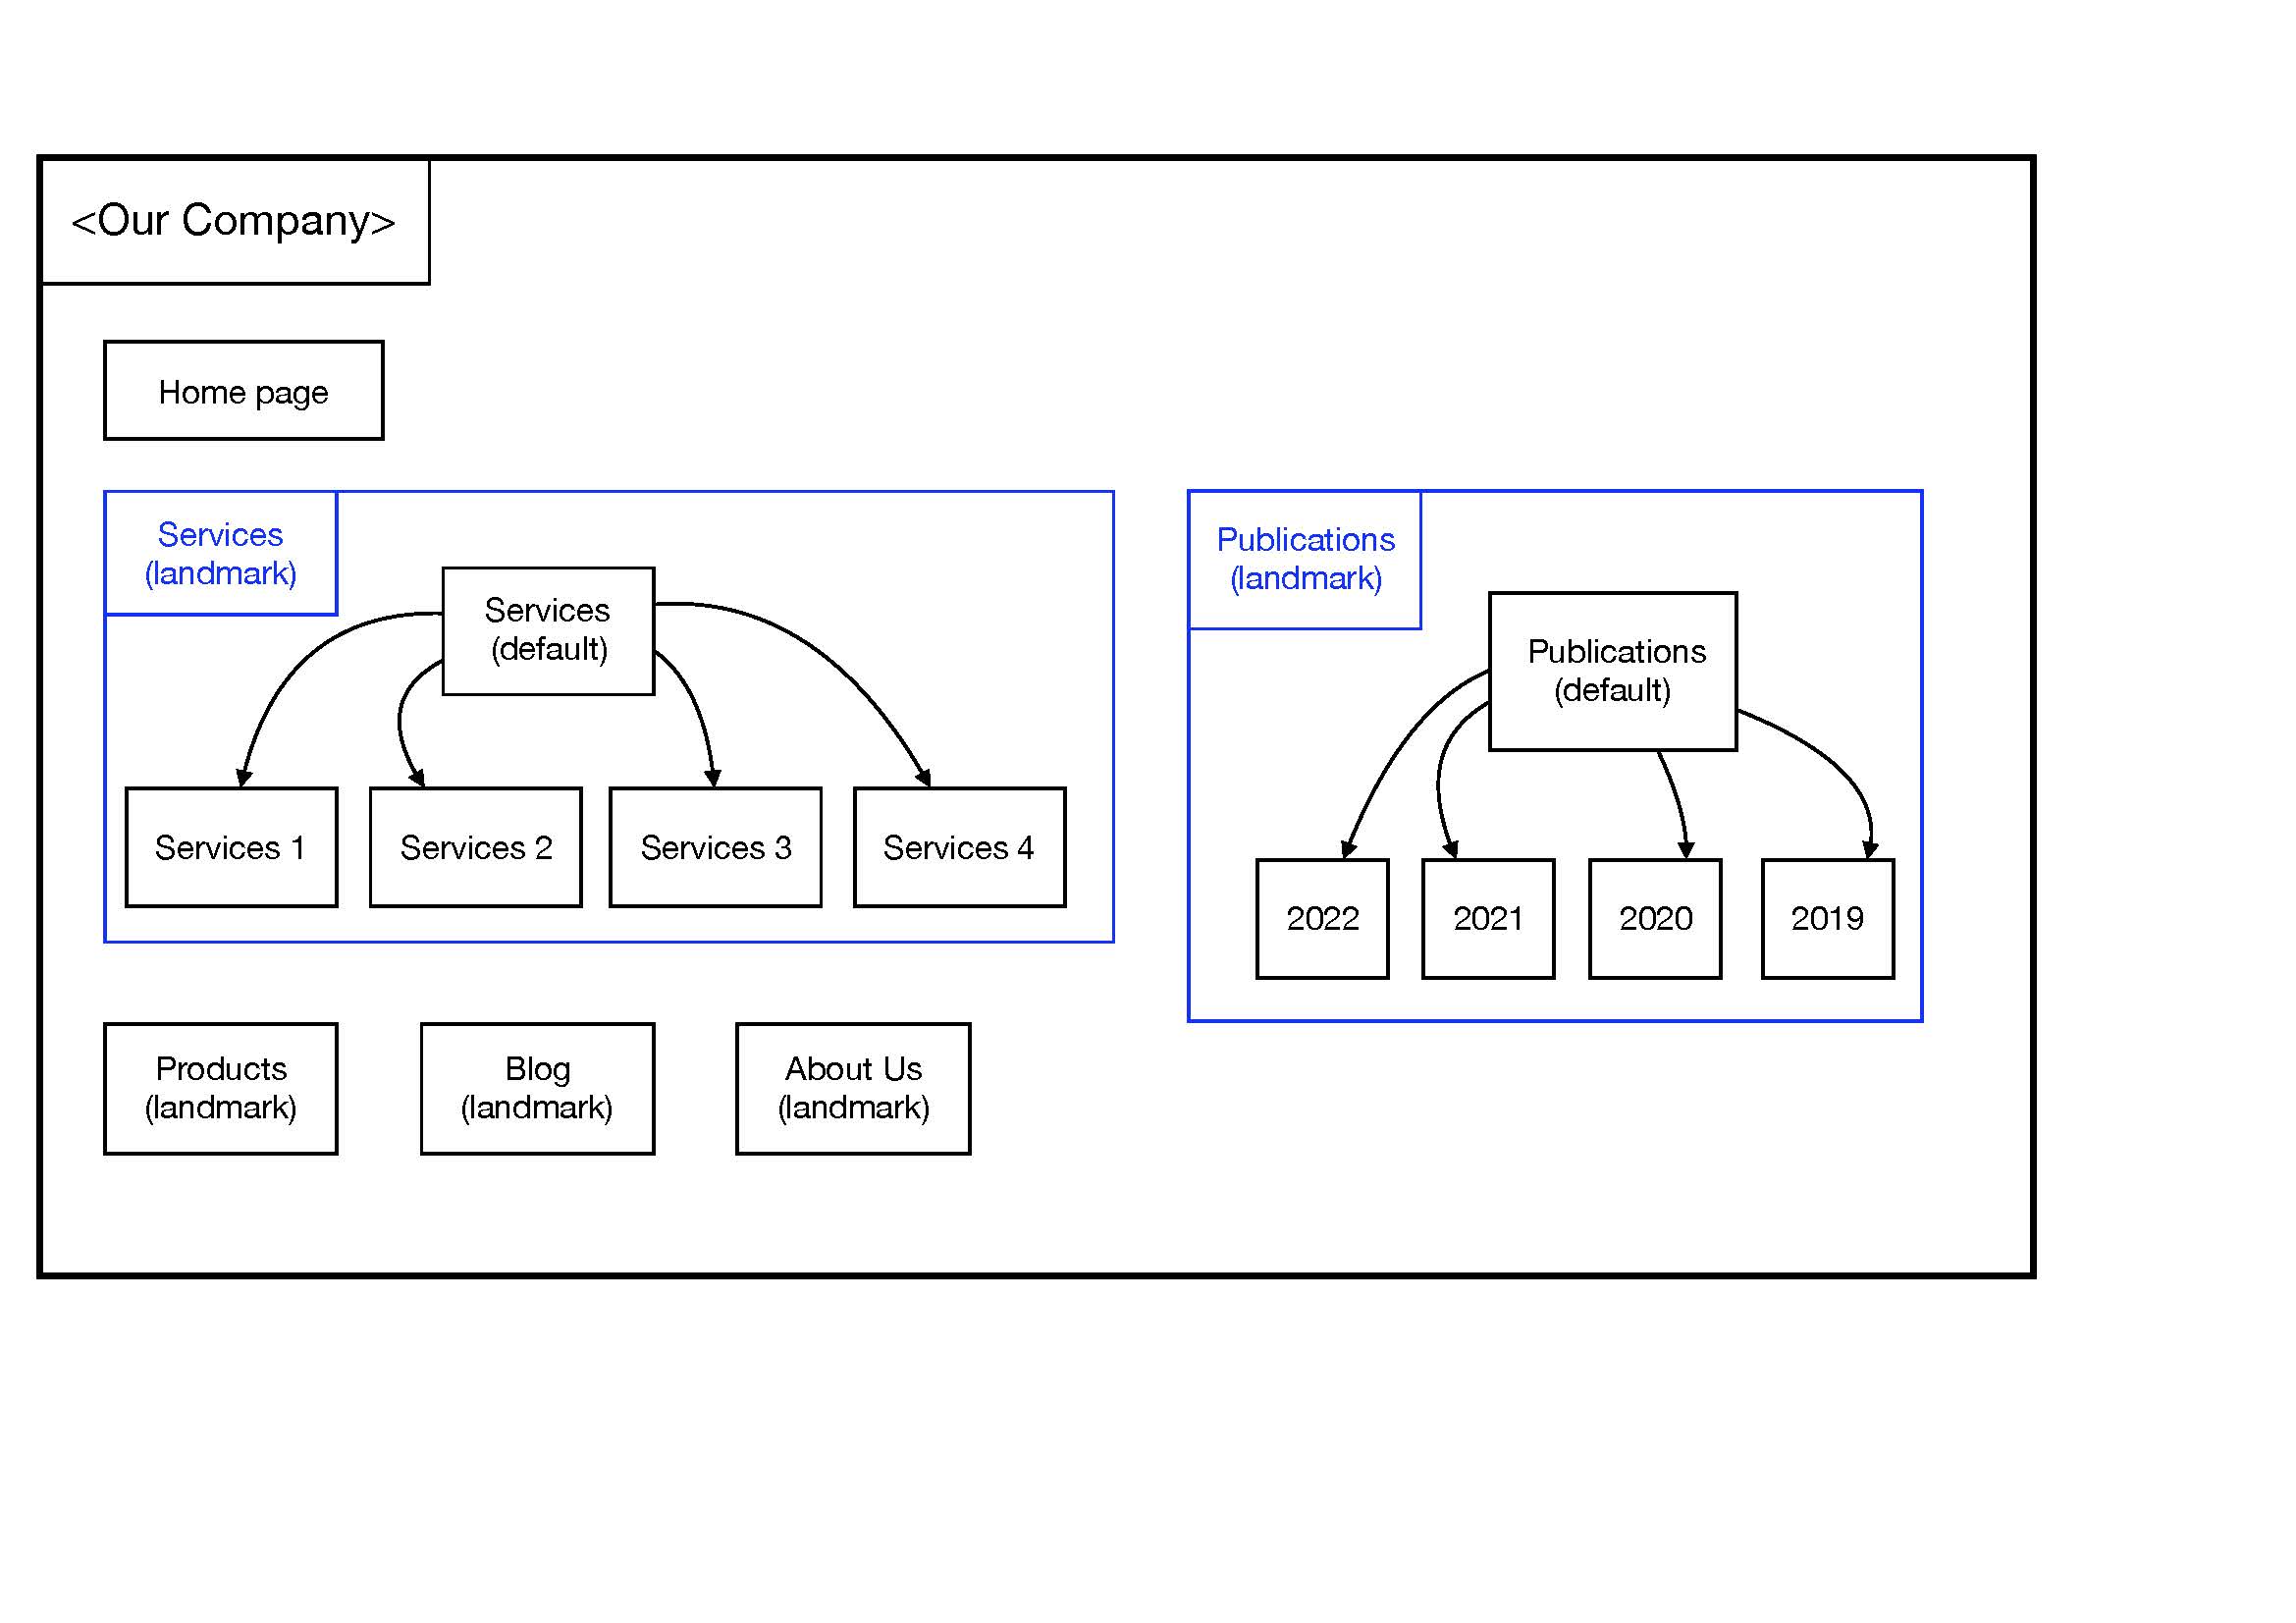 <Our Company>
Home page
Services
(landmark)
Services
(default)
Services 1
Services 2
Services 3
Services 4
Publications
(landmark)
Publications
(default)
2022
2021
2020
2019
Products
(landmark)
Blog
(landmark)
About Us
(landmark)